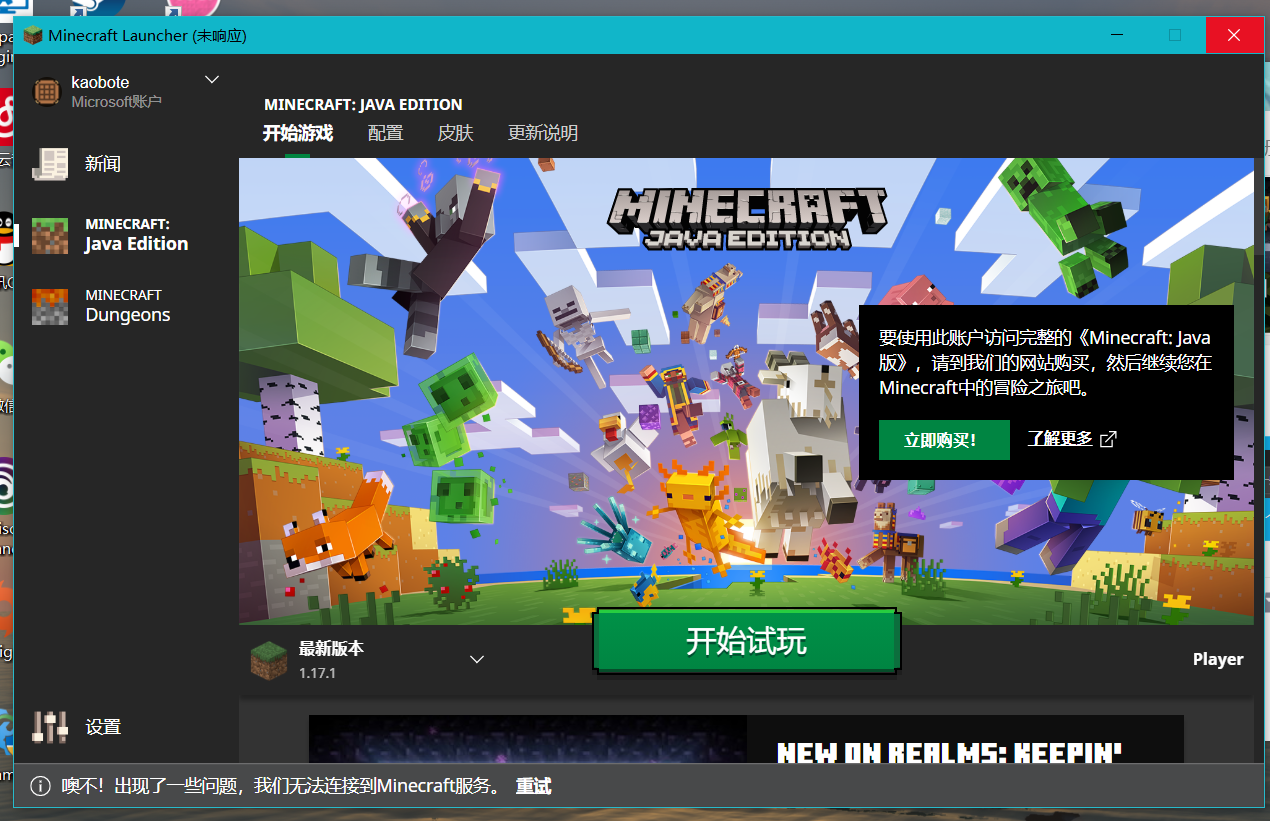 Minecraft Launcher (未响应)
kaobote
Microsoft账户
新闻
MINECRAFT:
Java Edition
MINECRAFT
Dungeons
设置
MINECRAFT: JAVA EDITION
开始游戏 配置 皮肤 更新说明
MINECRAFT
JAVA EDITION
要使用此账户访问完整的《Minecraft: Java
版》，请到我们的网站购买，然后继续您在
Minecraft中的冒险之旅吧。
立即购买！ 了解更多
最新版本
1.17.1
开始试玩
Player
NEW ON REALMS: KEEPIN'
噢不！出现了一些问题，我们无法连接到Minecraft服务。 重试